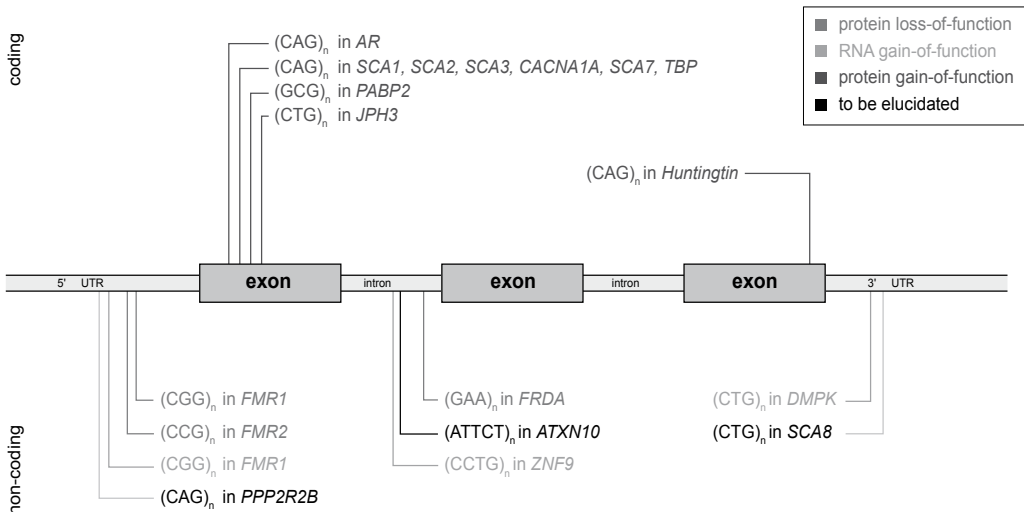 coding
protein loss-of-function
RNA gain-of-function
protein gain-of-function
to be elucidated
(CAG)n in AR
(CAG)n in SCA1, SCA2, SCA3, CACNA1A, SCA7, TBP
(GCG)n in PABP2
(CTG)n in JPH3
(CAG)n in Huntingtin
5' UTR
exon
intron
exon
intron
exon
3' UTR
(CGG)n in FMR1
(CCG)n in FMR2
(CGG)n in FMR1
(CAG)n in PPP2R2B
(GAA)n in FRDA
(ATTCT)n in ATXN10
(CCTG)n in ZNF9
(CTG)n in DMPK
(CTG)n in SCA8
non-coding